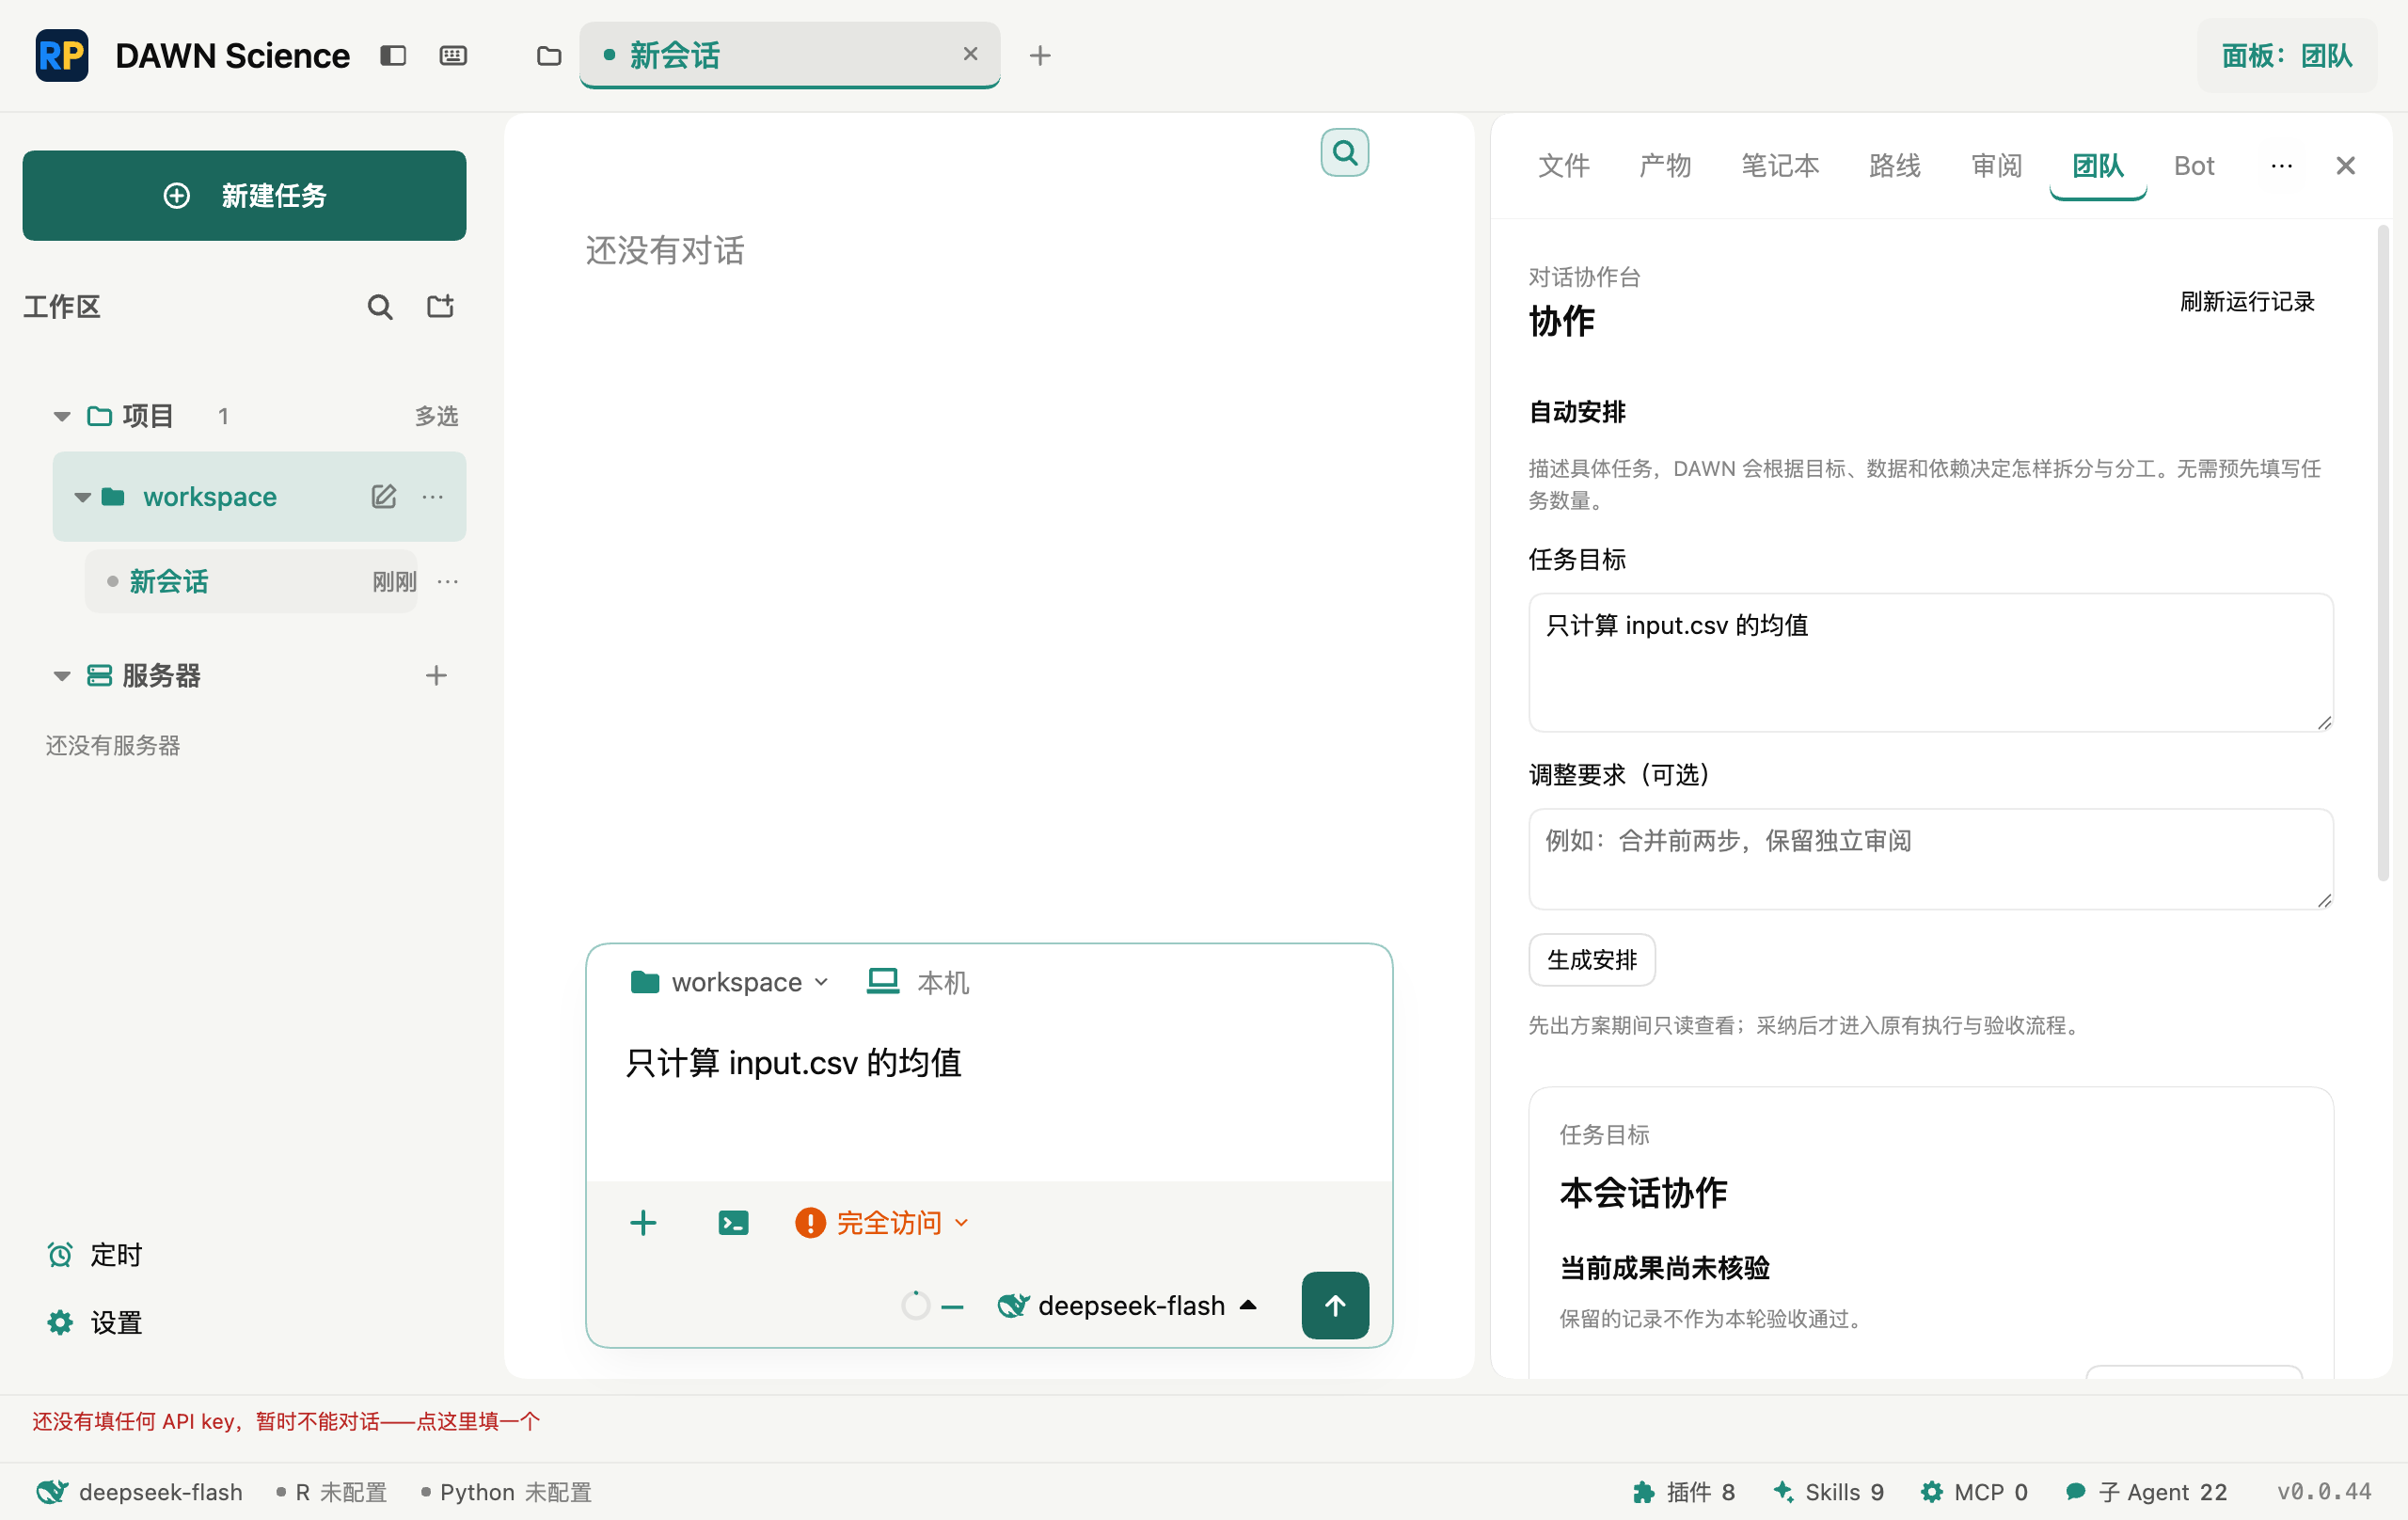 RP DAWN Science
新会话
面板：团队
新建任务
工作区
项目 1 多选
workspace
新会话 刚刚
服务器
还没有服务器
定时
设置
还没有对话
workspace 本机
只计算 input.csv 的均值
完全访问
deepseek-flash
文件 产物 笔记本 路线 审阅 团队 Bot
对话协作台
协作
刷新运行记录
自动安排
描述具体任务，DAWN 会根据目标、数据和依赖决定怎样拆分与分工。无需预先填写任
务数量。
任务目标
只计算 input.csv 的均值
调整要求（可选）
例如：合并前两步，保留独立审阅
生成安排
先出方案期间只读查看；采纳后才进入原有执行与验收流程。
任务目标
本会话协作
当前成果尚未核验
保留的记录不作为本轮验收通过。
还没有填任何 API key，暂时不能对话——点这里填一个
deepseek-flash R 未配置 Python 未配置 插件 8 Skills 9 MCP 0 子 Agent 22 v0.0.44